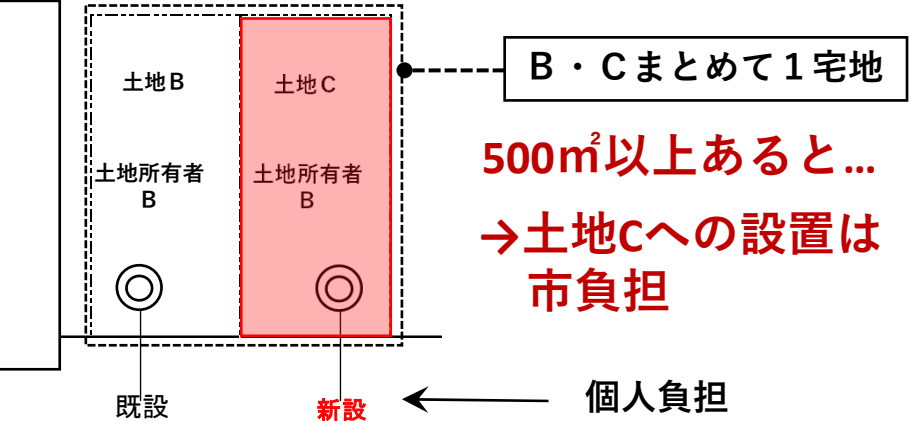 土地B
土地C
B・Cまとめて1宅地
500㎡以上あると…
土地所有者
B
土地所有者
B
→土地Cへの設置は
市負担
既設
新設
個人負担